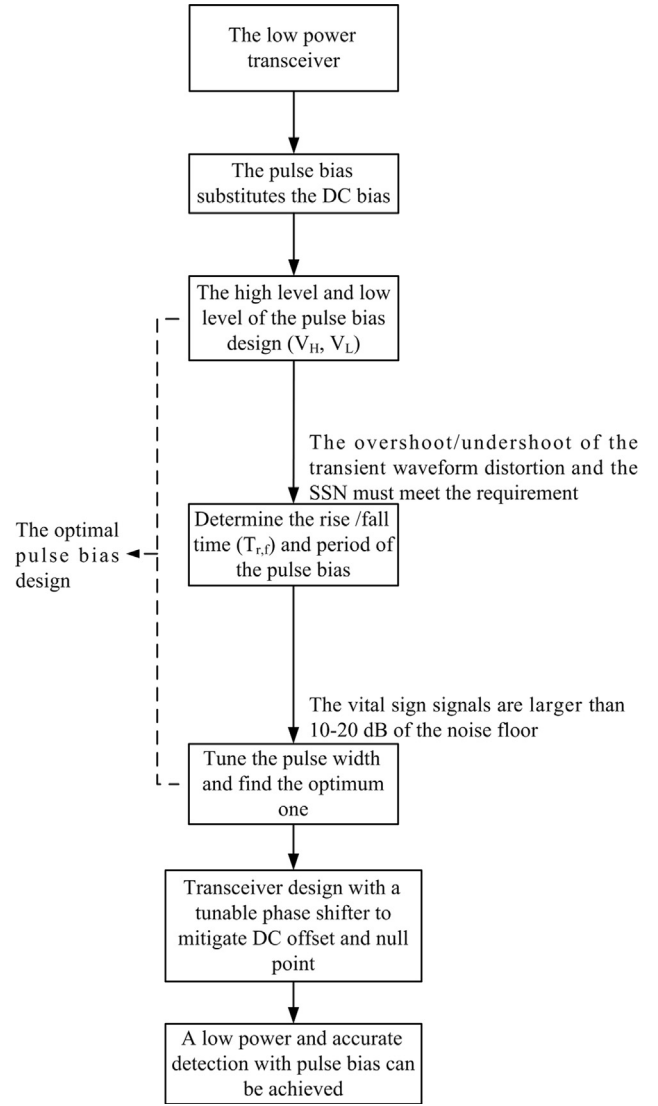 The low power
transceiver
The pulse bias
substitutes the DC bias
The high level and low
level of the pulse bias
design (V_H, V_L)
The overshoot/undershoot of the
transient waveform distortion and the
SSN must meet the requirement
Determine the rise /fall
time (T_r,f) and period of
the pulse bias
The optimal
pulse bias
design
The vital sign signals are larger than
10-20 dB of the noise floor
Tune the pulse width
and find the optimum
one
Transceiver design with a
tunable phase shifter to
mitigate DC offset and null
point
A low power and accurate
detection with pulse bias can
be achieved